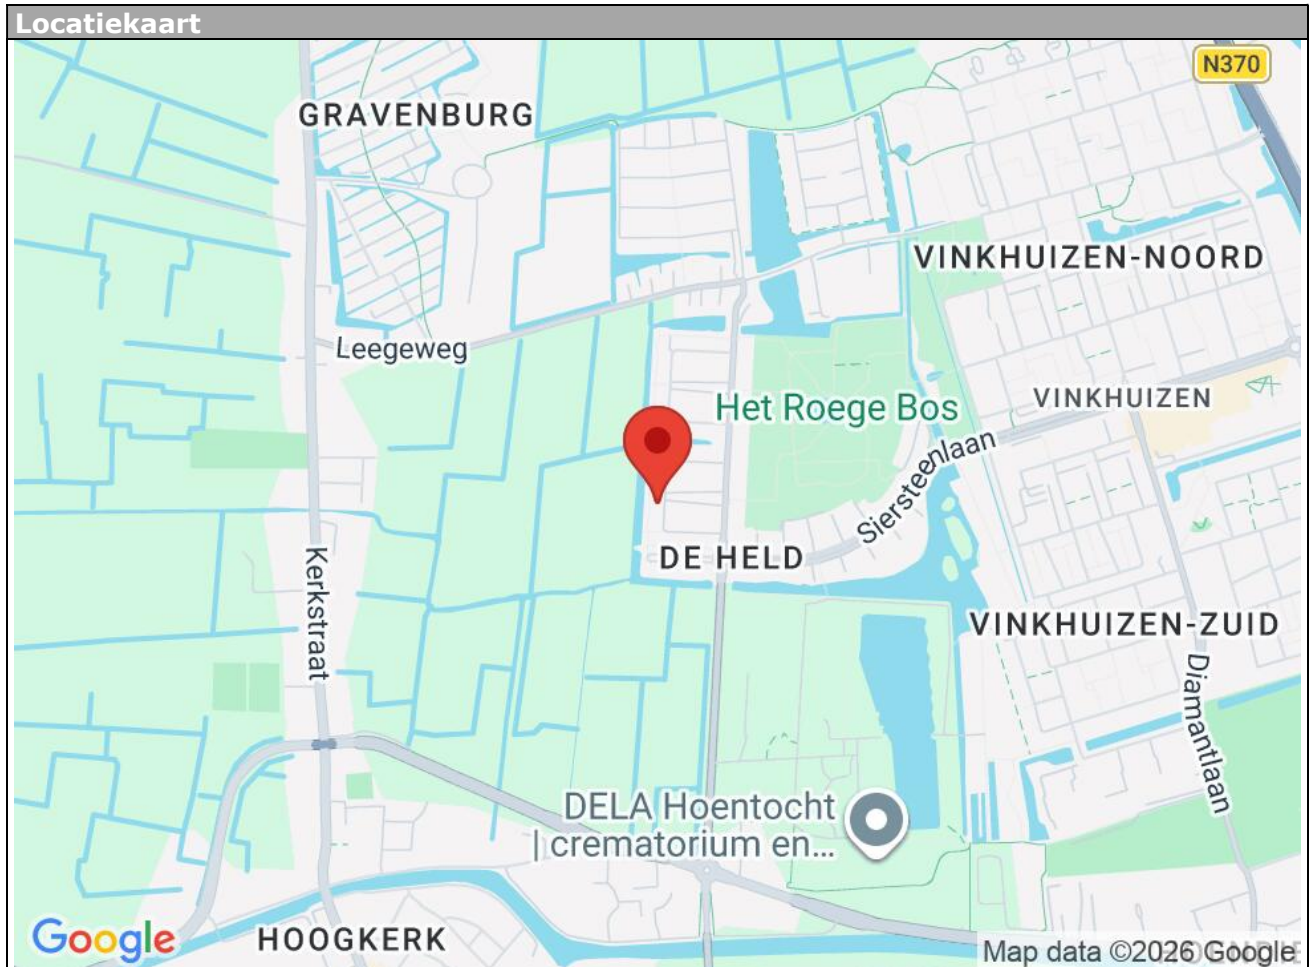 Locatiekaart
N370
GRAVENBURG
VINKHUIZEN-NOORD
Leegeweg
VINKHUIZEN
Het Roege Bos
Siersteenlaan
Kerkstraat
DE HELD
VINKHUIZEN-ZUID
Diamantlaan
DELA Hoentocht
| crematorium en...
Google
HOOGKERK
Map data ©2026 Google